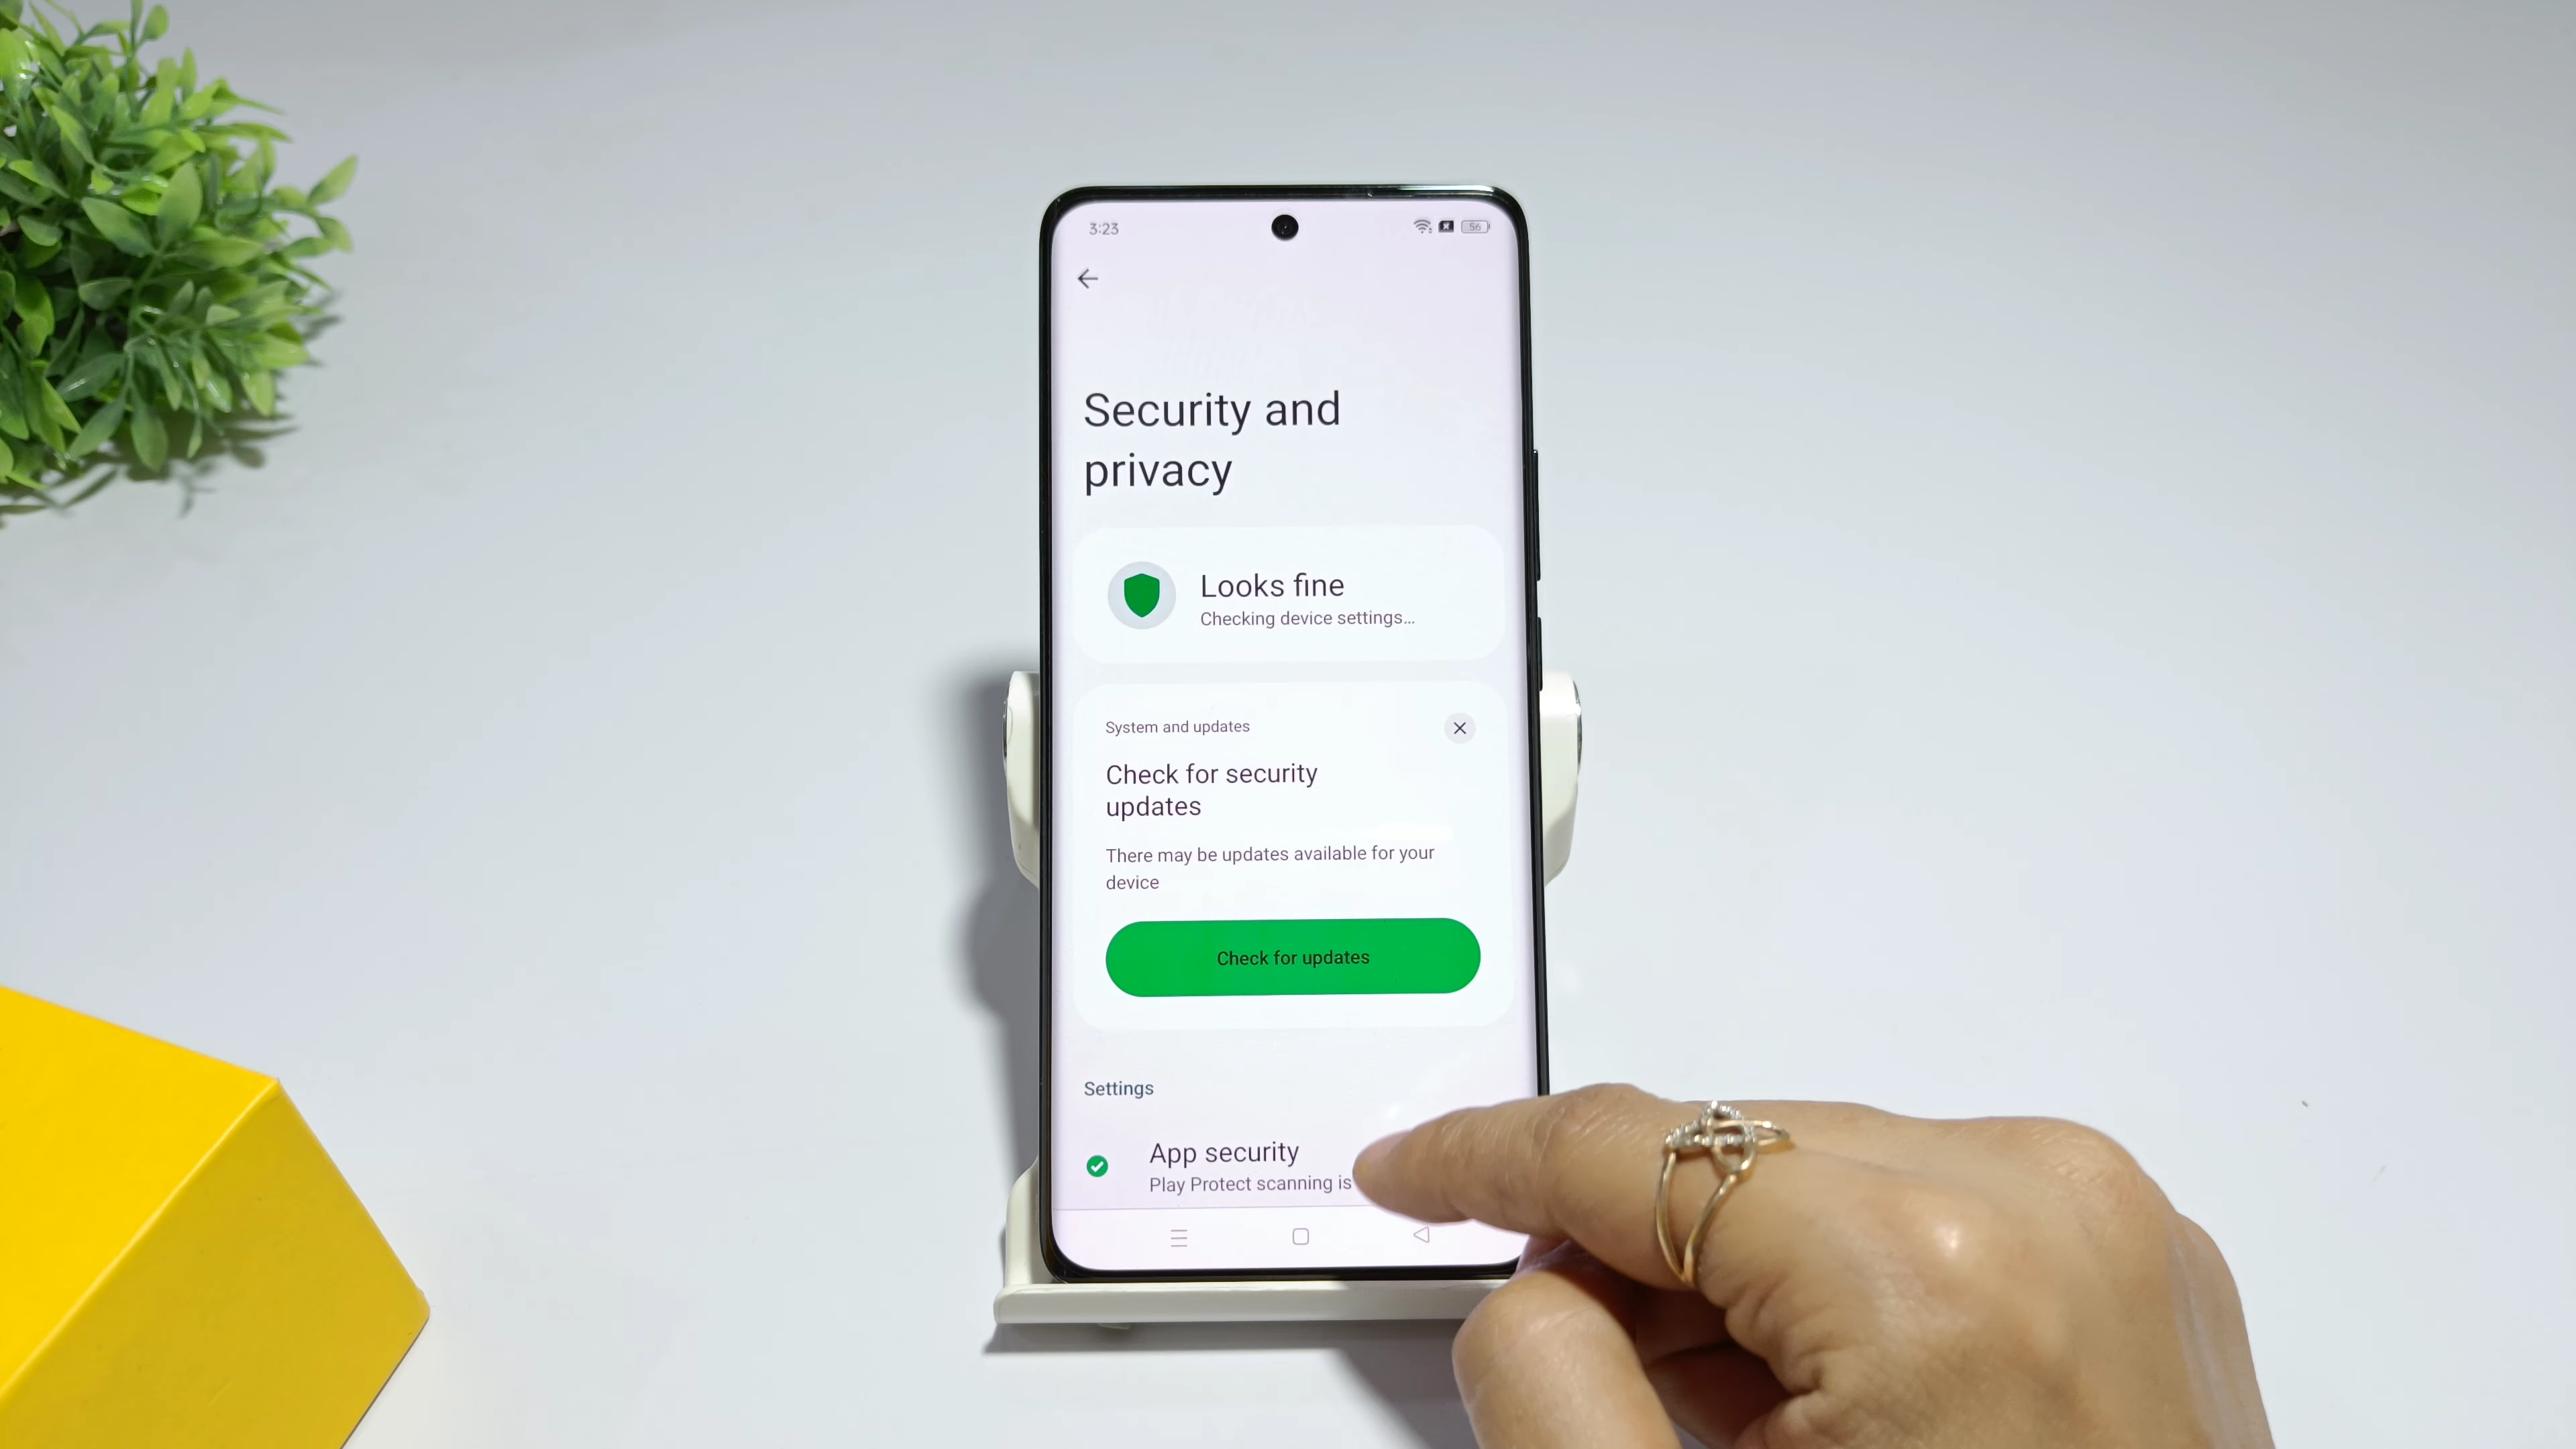 3:23
56
Security and
privacy
Looks fine
Checking device settings...
System and updates
Check for security
updates
There may be updates available for your
device
Check for updates
Settings
App security
Play Protect scanning is